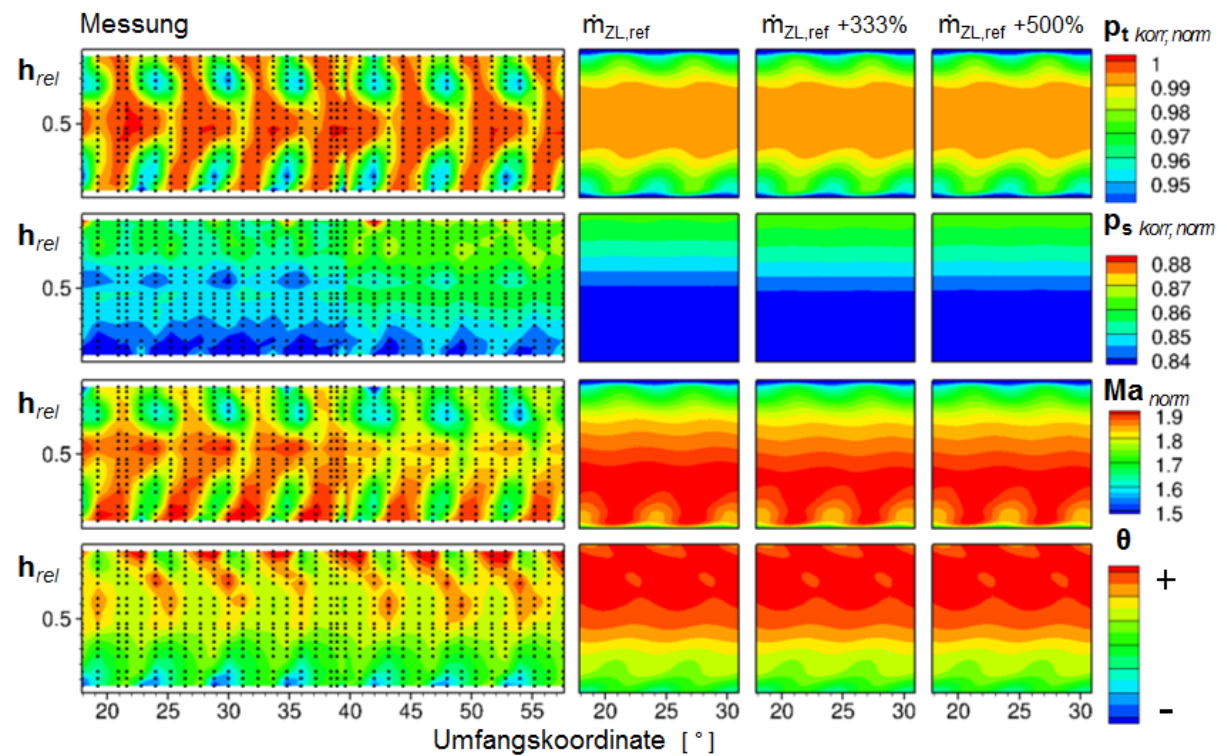 Messung ṁZL,ref ṁZL,ref +333% ṁZL,ref +500% pt korr,norm
hrel 0.5 1 0.99 0.98 0.97 0.96 0.95
ps korr,norm
hrel 0.5 0.88 0.87 0.86 0.85 0.84
Ma norm
hrel 0.5 1.9 1.8 1.7 1.6 1.5
θ
hrel 0.5 + -
20 25 30 35 40 45 50 55 20 25 30 20 25 30 20 25 30
Umfangskoordinate [ ° ]